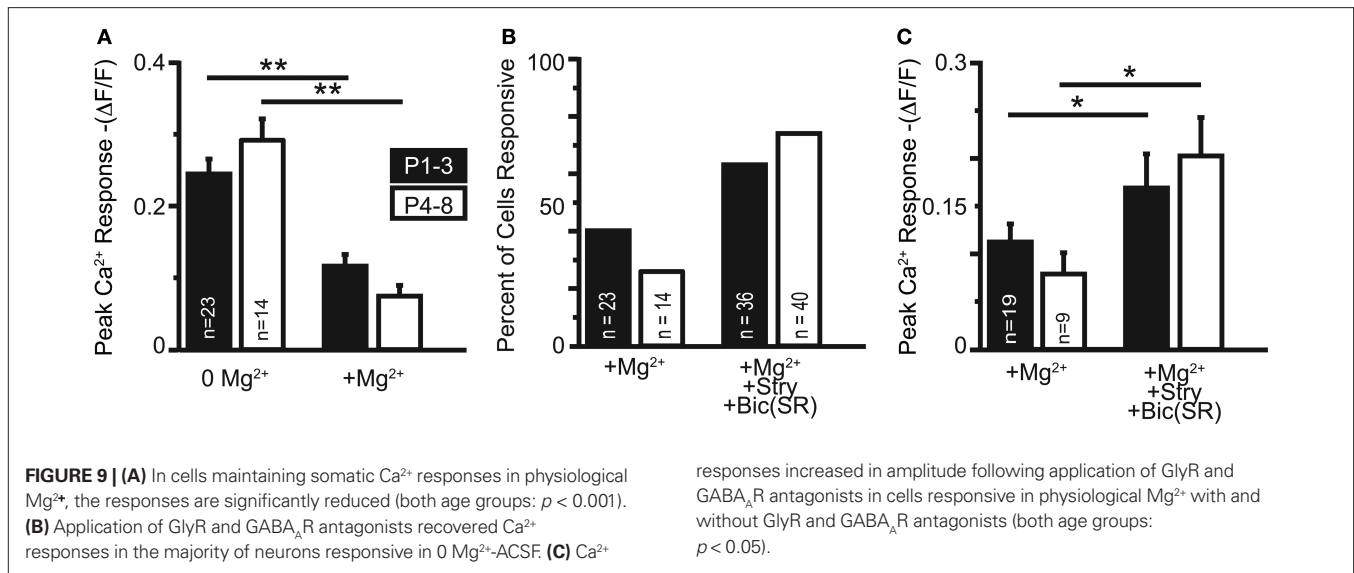 A
Peak Ca²⁺ Response -(ΔF/F)
0.4
0.2
0
**
**
P1-3
P4-8
n=23
n=14
0 Mg²⁺
+Mg²⁺
B
Percent of Cells Responsive
100
50
0
n = 23
n = 14
n = 36
n = 40
+Mg²⁺
+Mg²⁺
+Stry
+Bic(SR)
C
Peak Ca²⁺ Response -(ΔF/F)
0.3
0.15
0
*
*
n=19
n=9
+Mg²⁺
+Mg²⁺
+Stry
+Bic(SR)
FIGURE 9 | (A) In cells maintaining somatic Ca²⁺ responses in physiological
Mg²⁺, the responses are significantly reduced (both age groups: p < 0.001).
(B) Application of GlyR and GABA_AR antagonists recovered Ca²⁺
responses in the majority of neurons responsive in 0 Mg²⁺-ACSF. (C) Ca²⁺
responses increased in amplitude following application of GlyR and
GABA_AR antagonists in cells responsive in physiological Mg²⁺ with and
without GlyR and GABA_AR antagonists (both age groups:
p < 0.05).